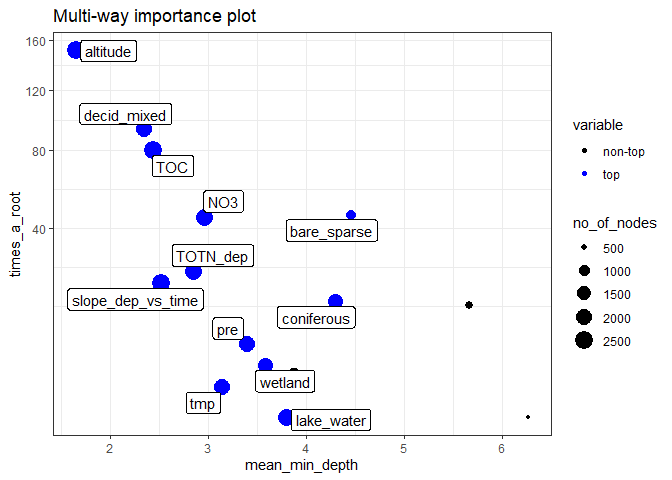 Multi-way importance plot
160
120
80
40
times_a_root
altitude
decid_mixed
TOC
NO3
bare_sparse
TOTN_dep
slope_dep_vs_time
coniferous
pre
wetland
tmp
lake_water
2
3
4
5
6
mean_min_depth
variable
non-top
top
no_of_nodes
500
1000
1500
2000
2500